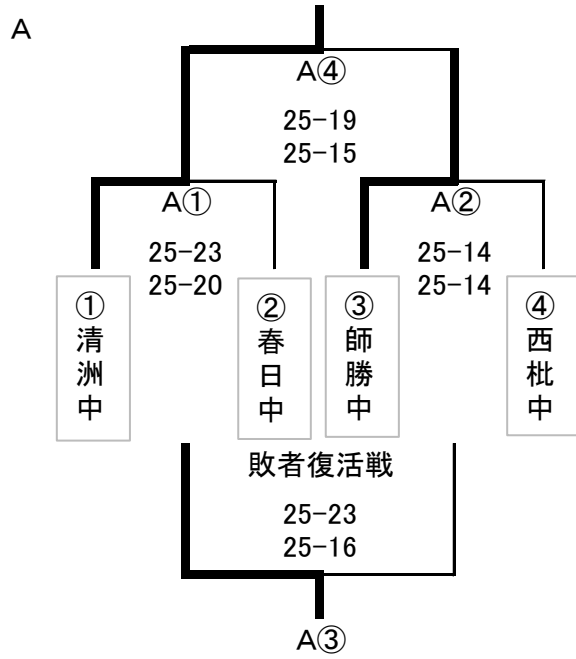 A
A④
25-19
25-15
A①
25-23
25-20
A②
25-14
25-14
①清洲中
②春日中
③師勝中
④西枇中
敗者復活戦
25-23
25-16
A③